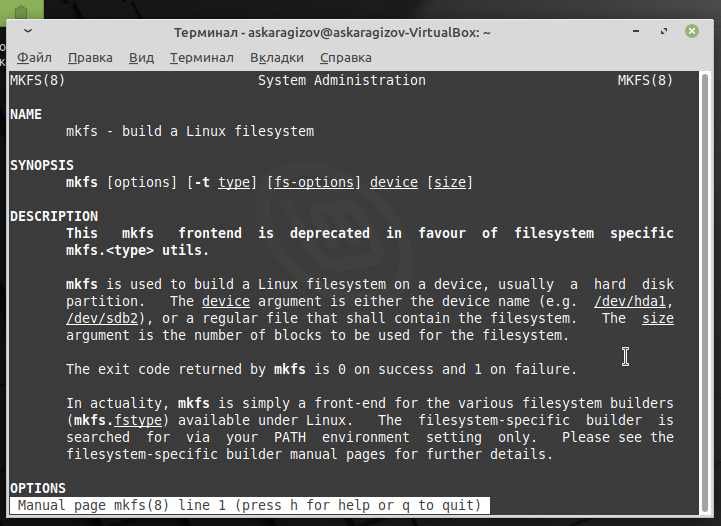 Терминал - askaragizov@askaragizov-VirtualBox: ~
Файл Правка Вид Терминал Вкладки Справка
MKFS(8) System Administration MKFS(8)
NAME
mkfs - build a Linux filesystem
SYNOPSIS
mkfs [options] [-t type] [fs-options] device [size]
DESCRIPTION
This mkfs frontend is deprecated in favour of filesystem specific
mkfs.<type> utils.
mkfs is used to build a Linux filesystem on a device, usually a hard disk
partition. The device argument is either the device name (e.g. /dev/hda1,
/dev/sdb2), or a regular file that shall contain the filesystem. The size
argument is the number of blocks to be used for the filesystem.
The exit code returned by mkfs is 0 on success and 1 on failure.
In actuality, mkfs is simply a front-end for the various filesystem builders
(mkfs.fstype) available under Linux. The filesystem-specific builder is
searched for via your PATH environment setting only. Please see the
filesystem-specific builder manual pages for further details.
OPTIONS
Manual page mkfs(8) line 1 (press h for help or q to quit)